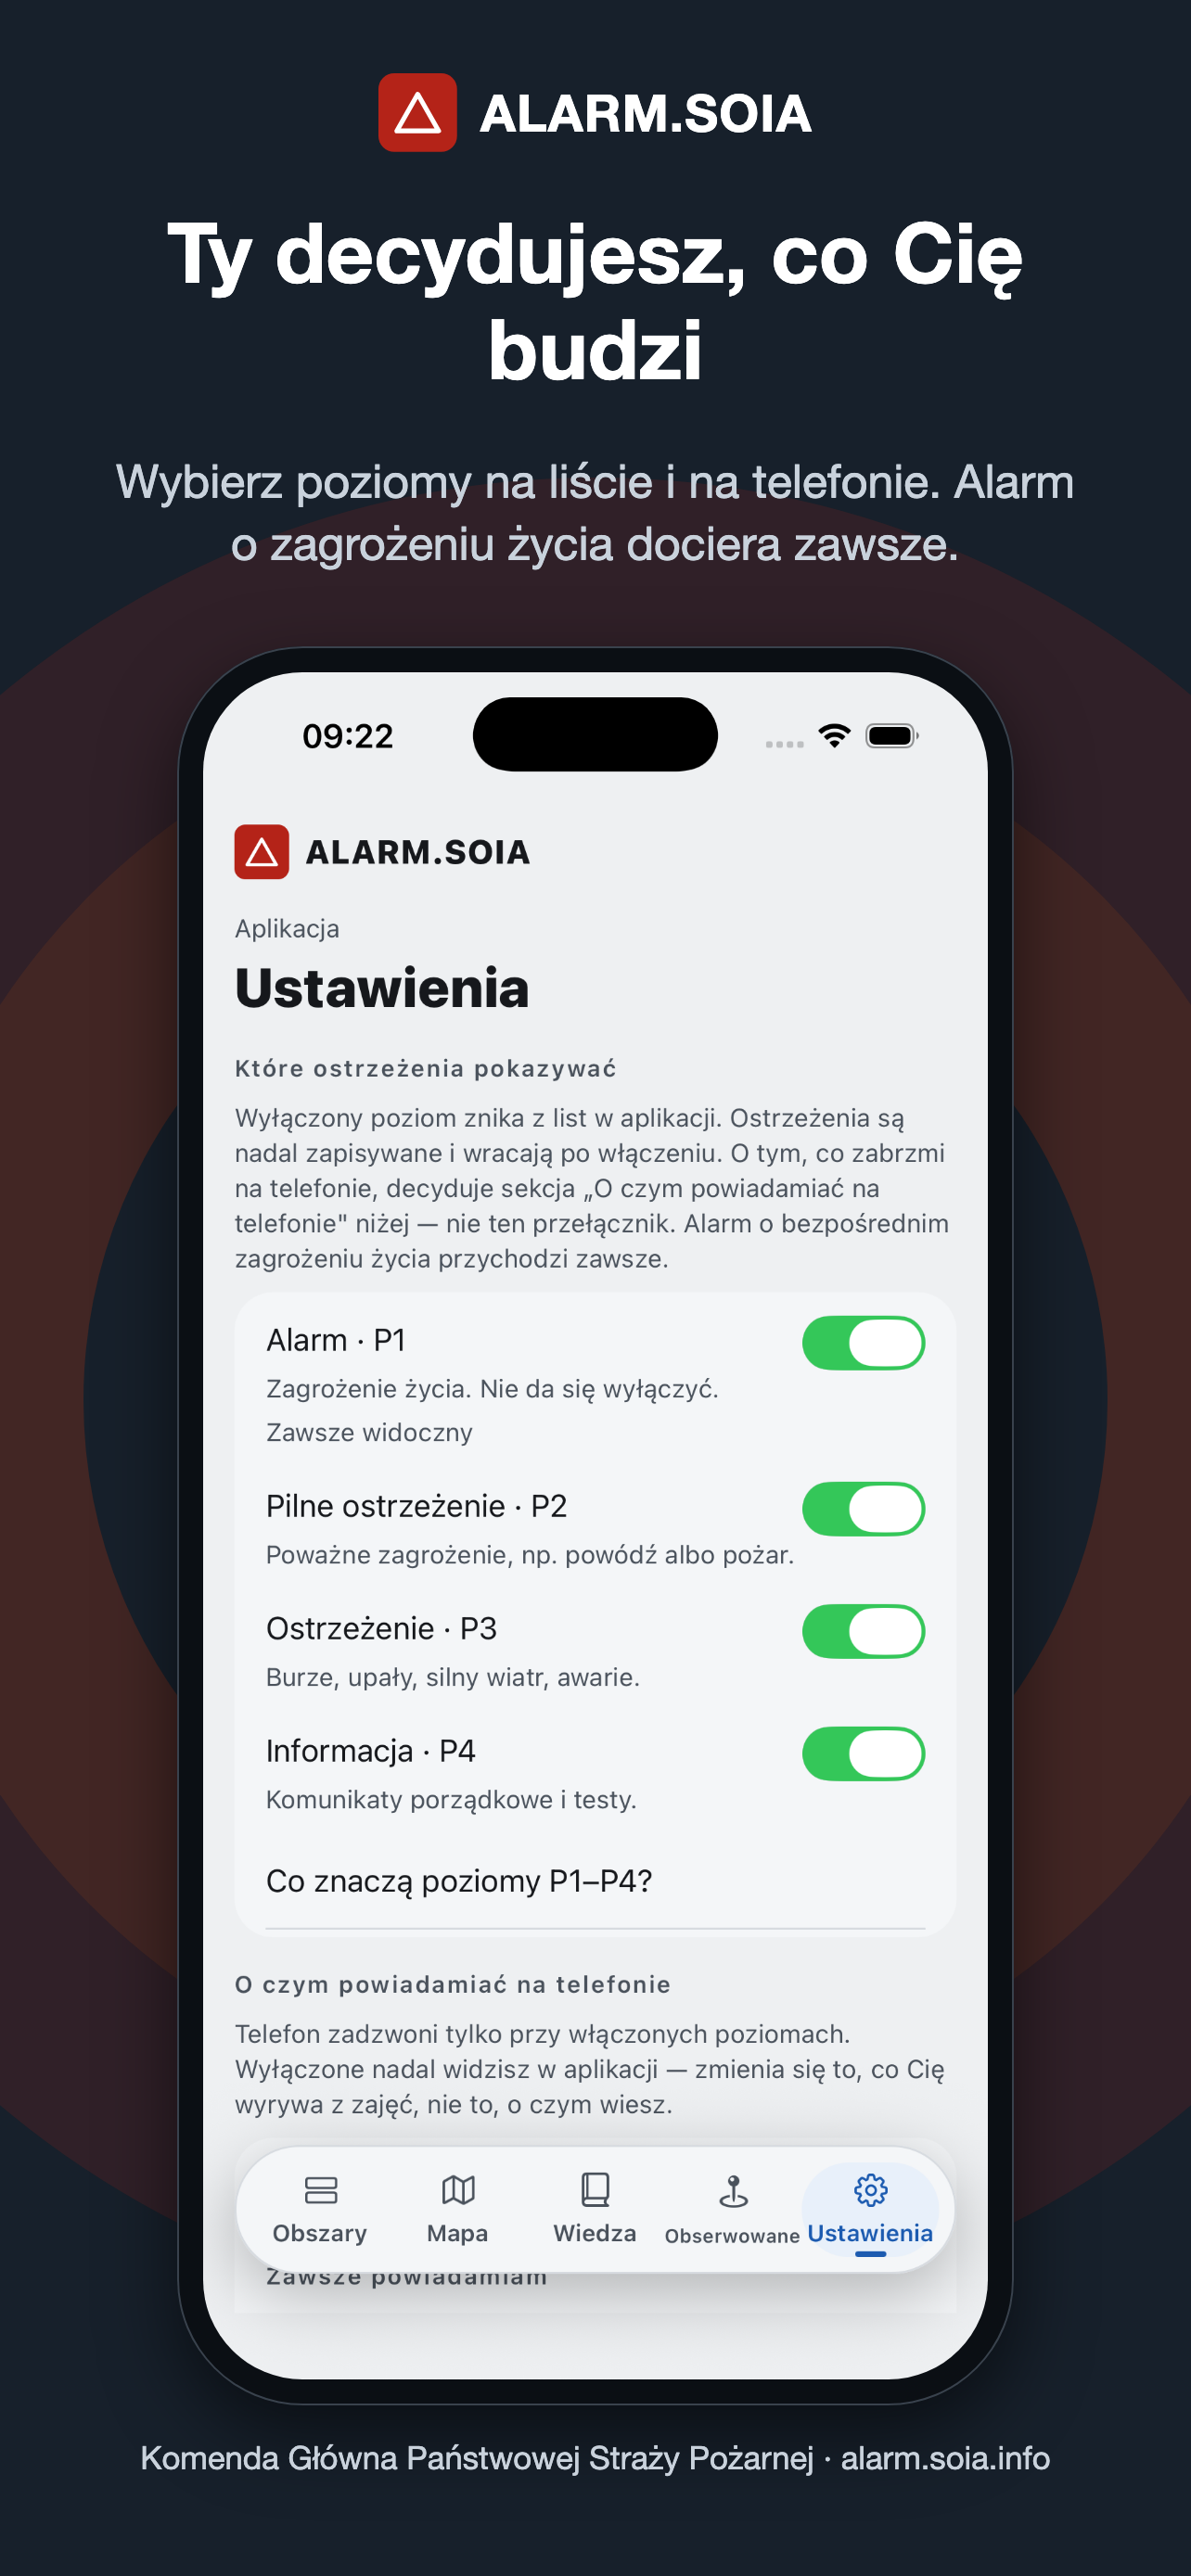 ALARM.SOIA
Ty decydujesz, co Cię
budzi
Wybierz poziomy na liście i na telefonie. Alarm
o zagrożeniu życia dociera zawsze.
09:22
ALARM.SOIA
Aplikacja
Ustawienia
Które ostrzeżenia pokazywać
Wyłączony poziom znika z list w aplikacji. Ostrzeżenia są
nadal zapisywane i wracają po włączeniu. O tym, co zabrzmi
na telefonie, decyduje sekcja „O czym powiadamiać na
telefonie" niżej — nie ten przełącznik. Alarm o bezpośrednim
zagrożeniu życia przychodzi zawsze.
Alarm · P1
Zagrożenie życia. Nie da się wyłączyć.
Zawsze widoczny
Pilne ostrzeżenie · P2
Poważne zagrożenie, np. powódź albo pożar.
Ostrzeżenie · P3
Burze, upały, silny wiatr, awarie.
Informacja · P4
Komunikaty porządkowe i testy.
Co znaczą poziomy P1–P4?
O czym powiadamiać na telefonie
Telefon zadzwoni tylko przy włączonych poziomach.
Wyłączone nadal widzisz w aplikacji — zmienia się to, co Cię
wyrywa z zajęć, nie to, o czym wiesz.
Obszary Mapa Wiedza Obserwowane Ustawienia
Zawsze powiadamiam
Komenda Główna Państwowej Straży Pożarnej · alarm.soia.info